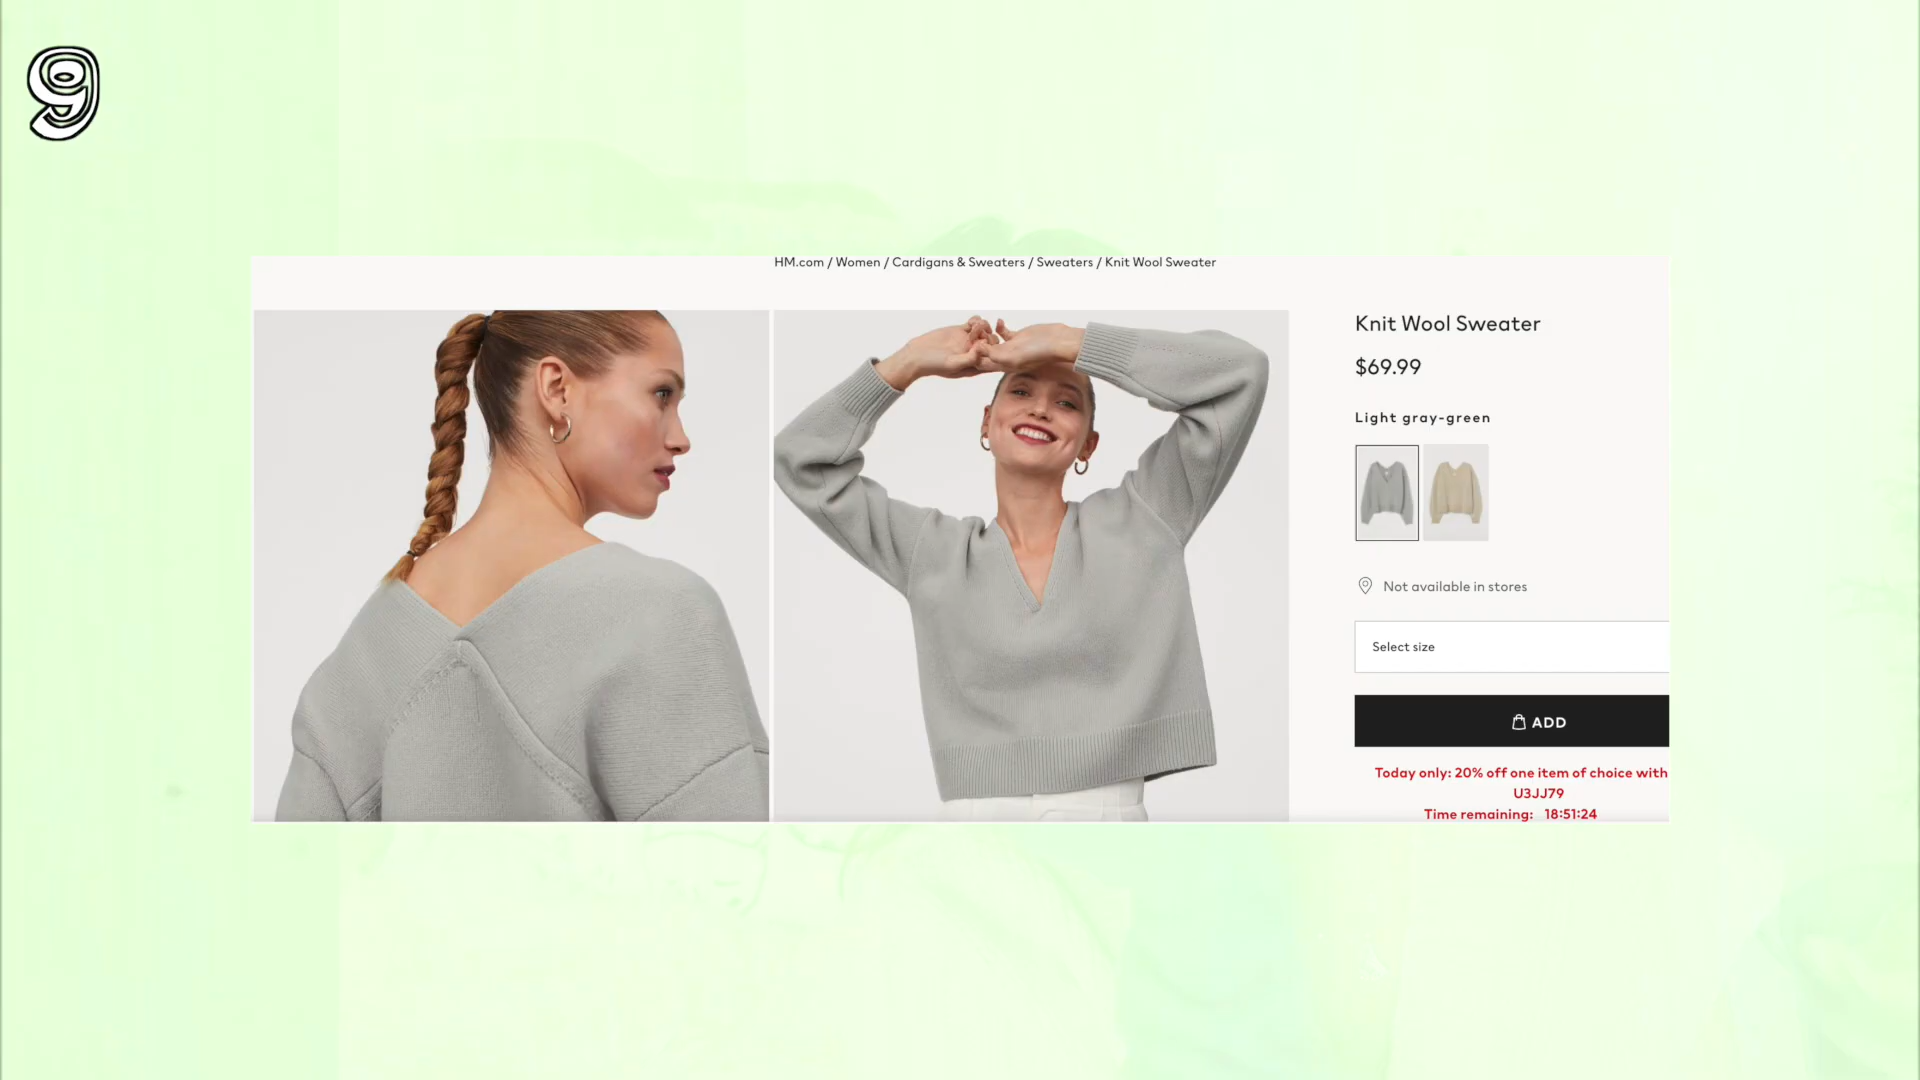 9
HM.com / Women / Cardigans & Sweaters / Sweaters / Knit Wool Sweater
Knit Wool Sweater
$69.99
Light gray-green
Not available in stores
Select size
ADD
Today only: 20% off one item of choice with
U3JJ79
Time remaining: 18:51:24